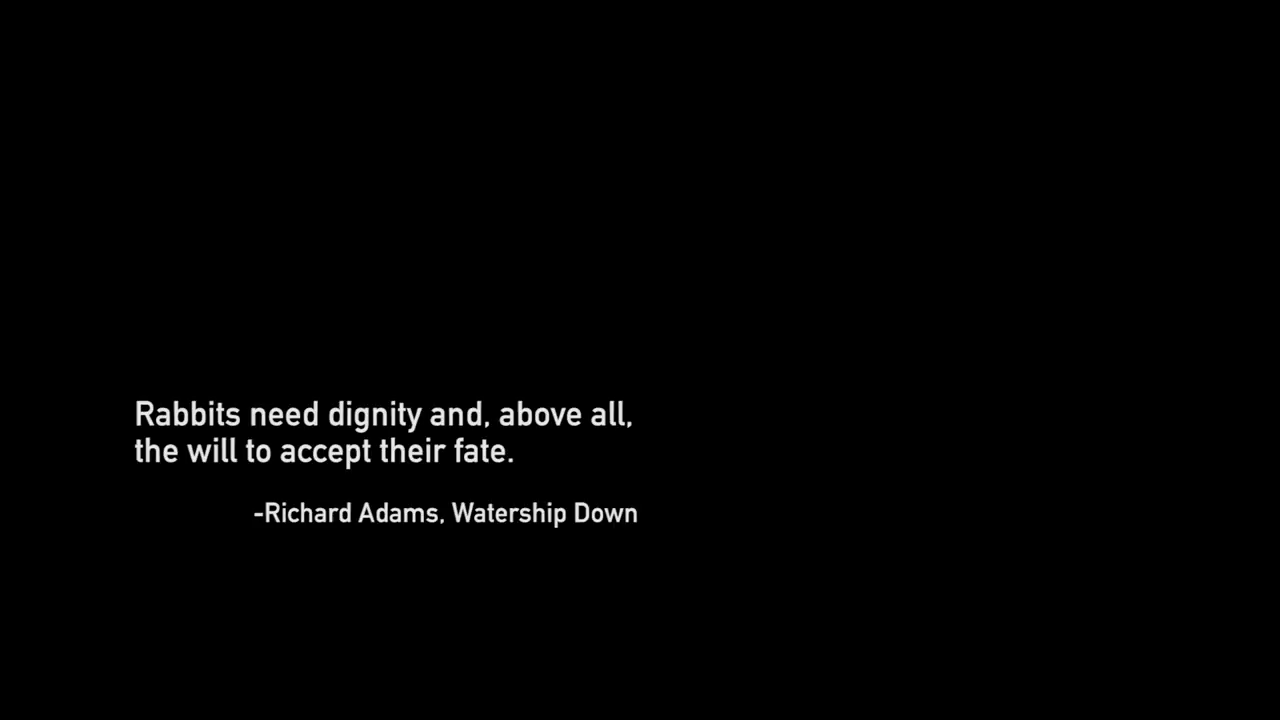 Rabbits need dignity and, above all,
the will to accept their fate.
-Richard Adams, Watership Down